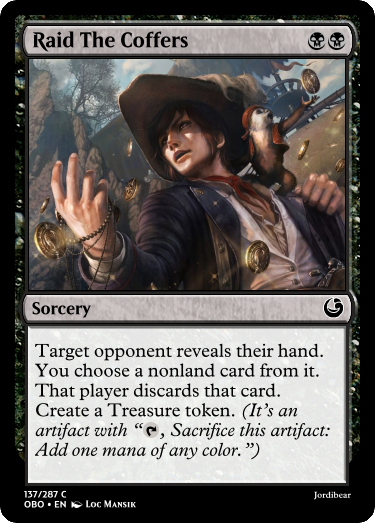 Raid The Coffers
Sorcery
Target opponent reveals their hand.
You choose a nonland card from it.
That player discards that card.
Create a Treasure token. (It's an
artifact with “, Sacrifice this artifact:
Add one mana of any color.”)
137/287 C
OBO • EN Loc Mansik
Jordibear